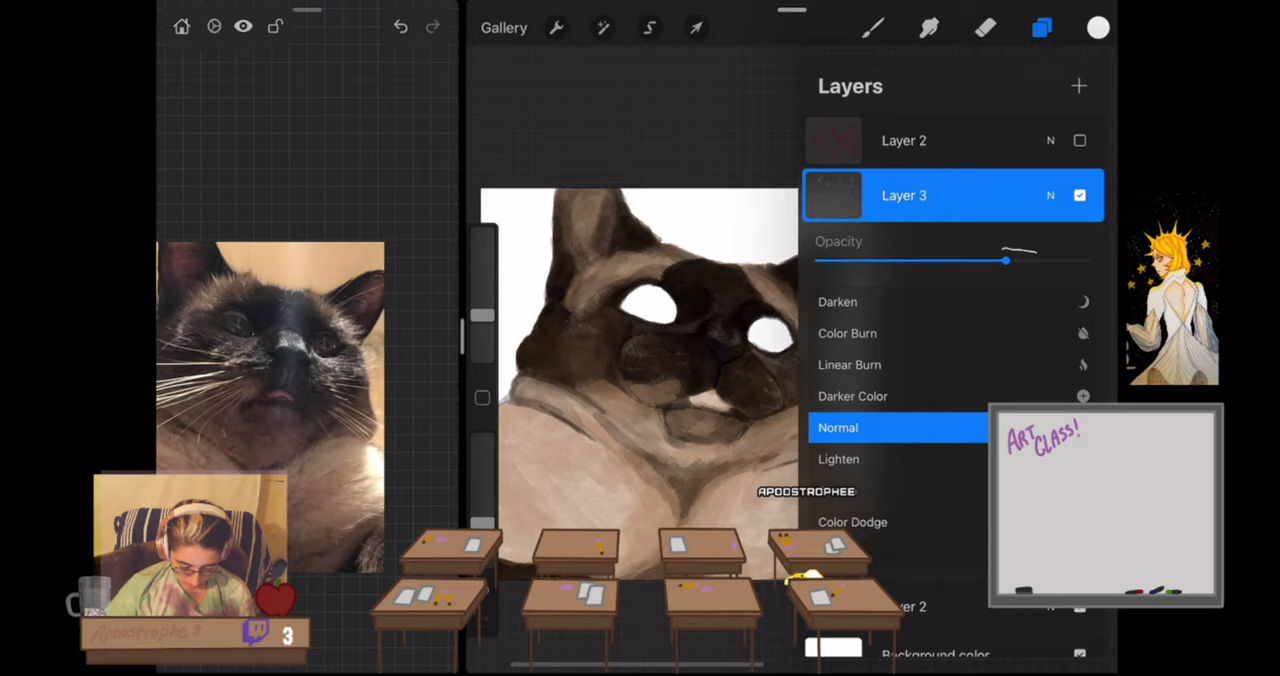 Gallery
Layers
Layer 2 N
Layer 3 N
Opacity
Darken
Color Burn
Linear Burn
Darker Color
Normal
Lighten
Color Dodge
Background color
ART CLASS!
APOOSTROPHEE
Apoostrophe
3